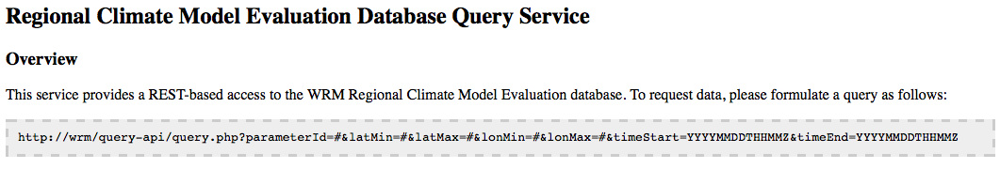 Regional Climate Model Evaluation Database Query Service
Overview
This service provides a REST-based access to the WRM Regional Climate Model Evaluation database. To request data, please formulate a query as follows:
http://wrm/query-api/query.php?parameterId=#&latMin=#&latMax=#&lonMin=#&lonMax=#&timeStart=YYYYMMDDTHHMMZ&timeEnd=YYYYMMDDTHHMMZ